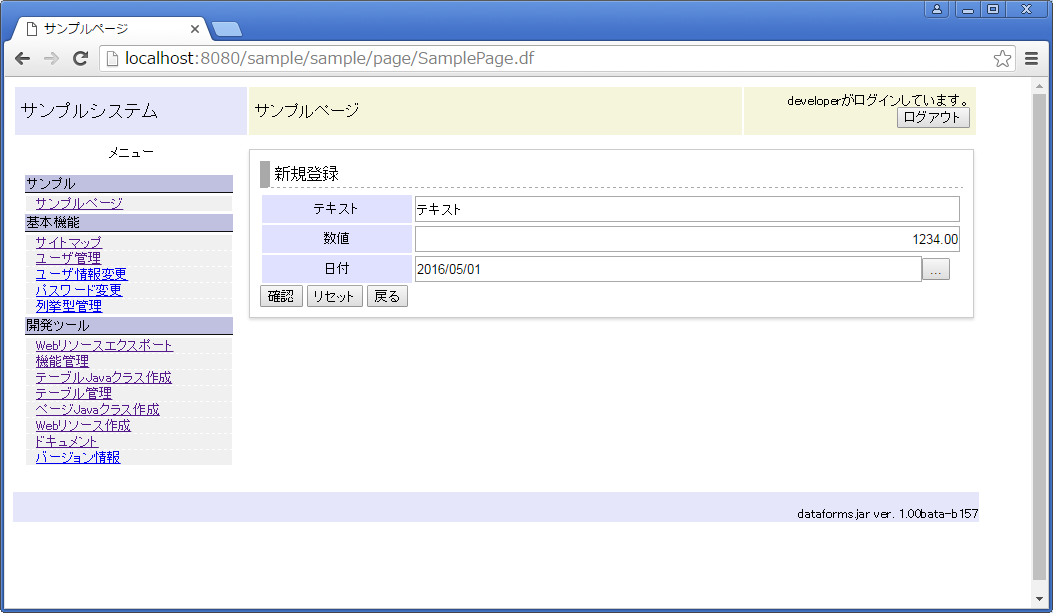 サンプルページ
localhost:8080/sample/sample/page/SamplePage.df
サンプルシステム
サンプルページ
developerがログインしています。
ログアウト
メニュー
サンプル
サンプルページ
基本機能
サイトマップ
ユーザ管理
ユーザ情報変更
パスワード変更
列挙型管理
開発ツール
Webリソースエクスポート
機能管理
テーブルJavaクラス作成
テーブル管理
ページJavaクラス作成
Webリソース作成
ドキュメント
バージョン情報
新規登録
テキスト テキスト
数値 1234.00
日付 2016/05/01 ...
確認 リセット 戻る
dataforms.jar ver. 1.00bata-b157